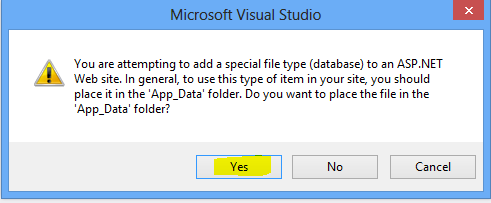 Microsoft Visual Studio
You are attempting to add a special file type (database) to an ASP.NET
Web site. In general, to use this type of item in your site, you should
place it in the 'App_Data' folder. Do you want to place the file in the
'App_Data' folder?
Yes No Cancel